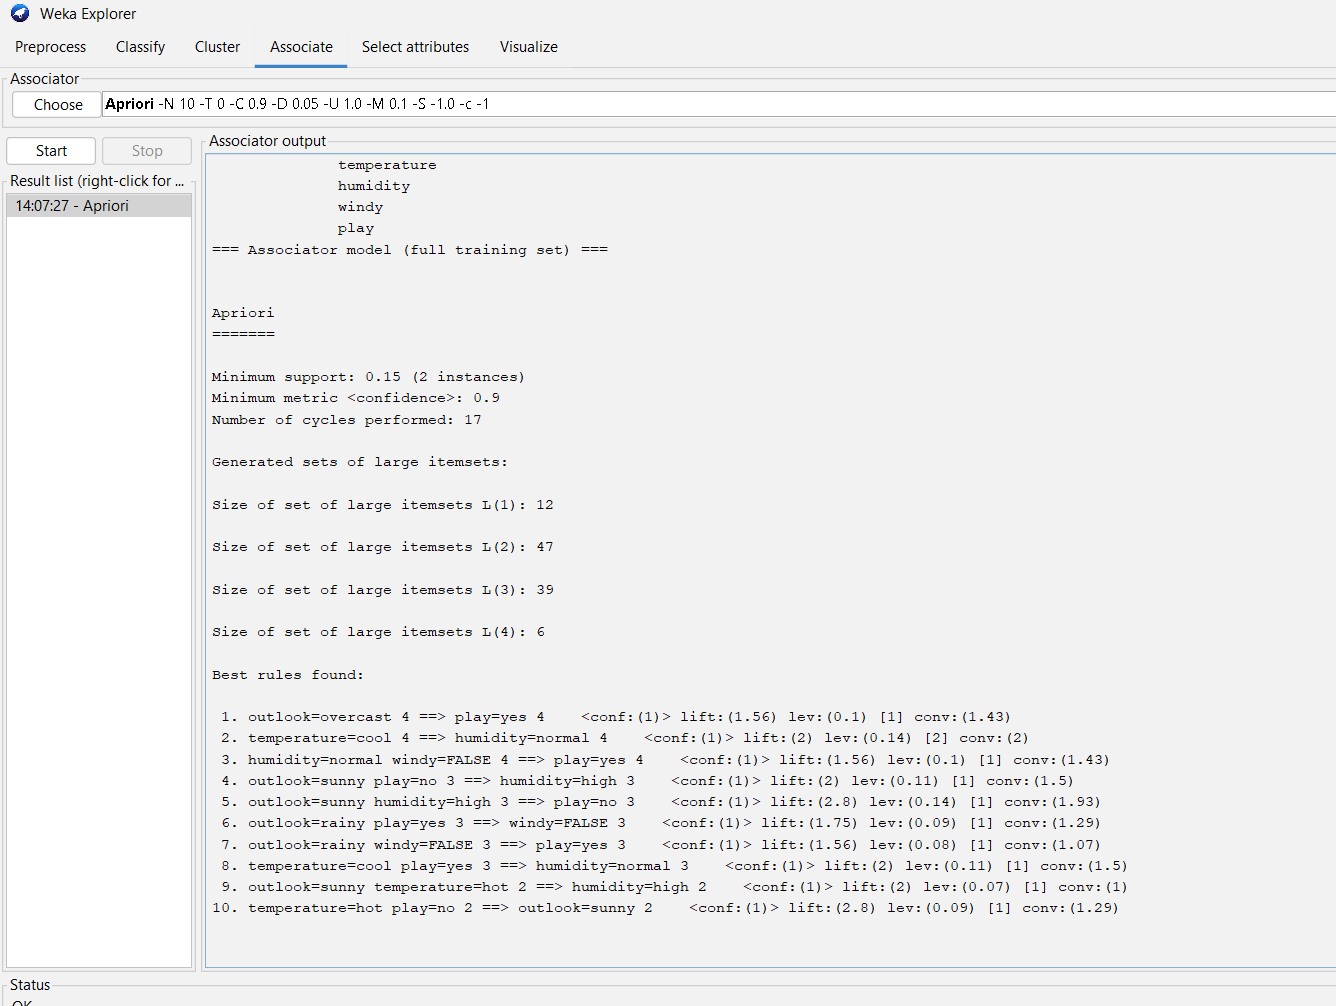 Weka Explorer
Preprocess Classify Cluster Associate Select attributes Visualize
Associator
Choose Apriori -N 10 -T 0 -C 0.9 -D 0.05 -U 1.0 -M 0.1 -S -1.0 -c -1
Start Stop
Result list (right-click for ...
14:07:27 - Apriori
Associator output
temperature
humidity
windy
play
=== Associator model (full training set) ===
Apriori
=======
Minimum support: 0.15 (2 instances)
Minimum metric <confidence>: 0.9
Number of cycles performed: 17
Generated sets of large itemsets:
Size of set of large itemsets L(1): 12
Size of set of large itemsets L(2): 47
Size of set of large itemsets L(3): 39
Size of set of large itemsets L(4): 6
Best rules found:
1. outlook=overcast 4 ==> play=yes 4    <conf:(1)> lift:(1.56) lev:(0.1) [1] conv:(1.43)
2. temperature=cool 4 ==> humidity=normal 4    <conf:(1)> lift:(2) lev:(0.14) [2] conv:(2)
3. humidity=normal windy=FALSE 4 ==> play=yes 4    <conf:(1)> lift:(1.56) lev:(0.1) [1] conv:(1.43)
4. outlook=sunny play=no 3 ==> humidity=high 3    <conf:(1)> lift:(2) lev:(0.11) [1] conv:(1.5)
5. outlook=sunny humidity=high 3 ==> play=no 3    <conf:(1)> lift:(2.8) lev:(0.14) [1] conv:(1.93)
6. outlook=rainy play=yes 3 ==> windy=FALSE 3    <conf:(1)> lift:(1.75) lev:(0.09) [1] conv:(1.29)
7. outlook=rainy windy=FALSE 3 ==> play=yes 3    <conf:(1)> lift:(1.56) lev:(0.08) [1] conv:(1.07)
8. temperature=cool play=yes 3 ==> humidity=normal 3    <conf:(1)> lift:(2) lev:(0.11) [1] conv:(1.5)
9. outlook=sunny temperature=hot 2 ==> humidity=high 2    <conf:(1)> lift:(2) lev:(0.07) [1] conv:(1)
10. temperature=hot play=no 2 ==> outlook=sunny 2    <conf:(1)> lift:(2.8) lev:(0.09) [1] conv:(1.29)
Status
OK